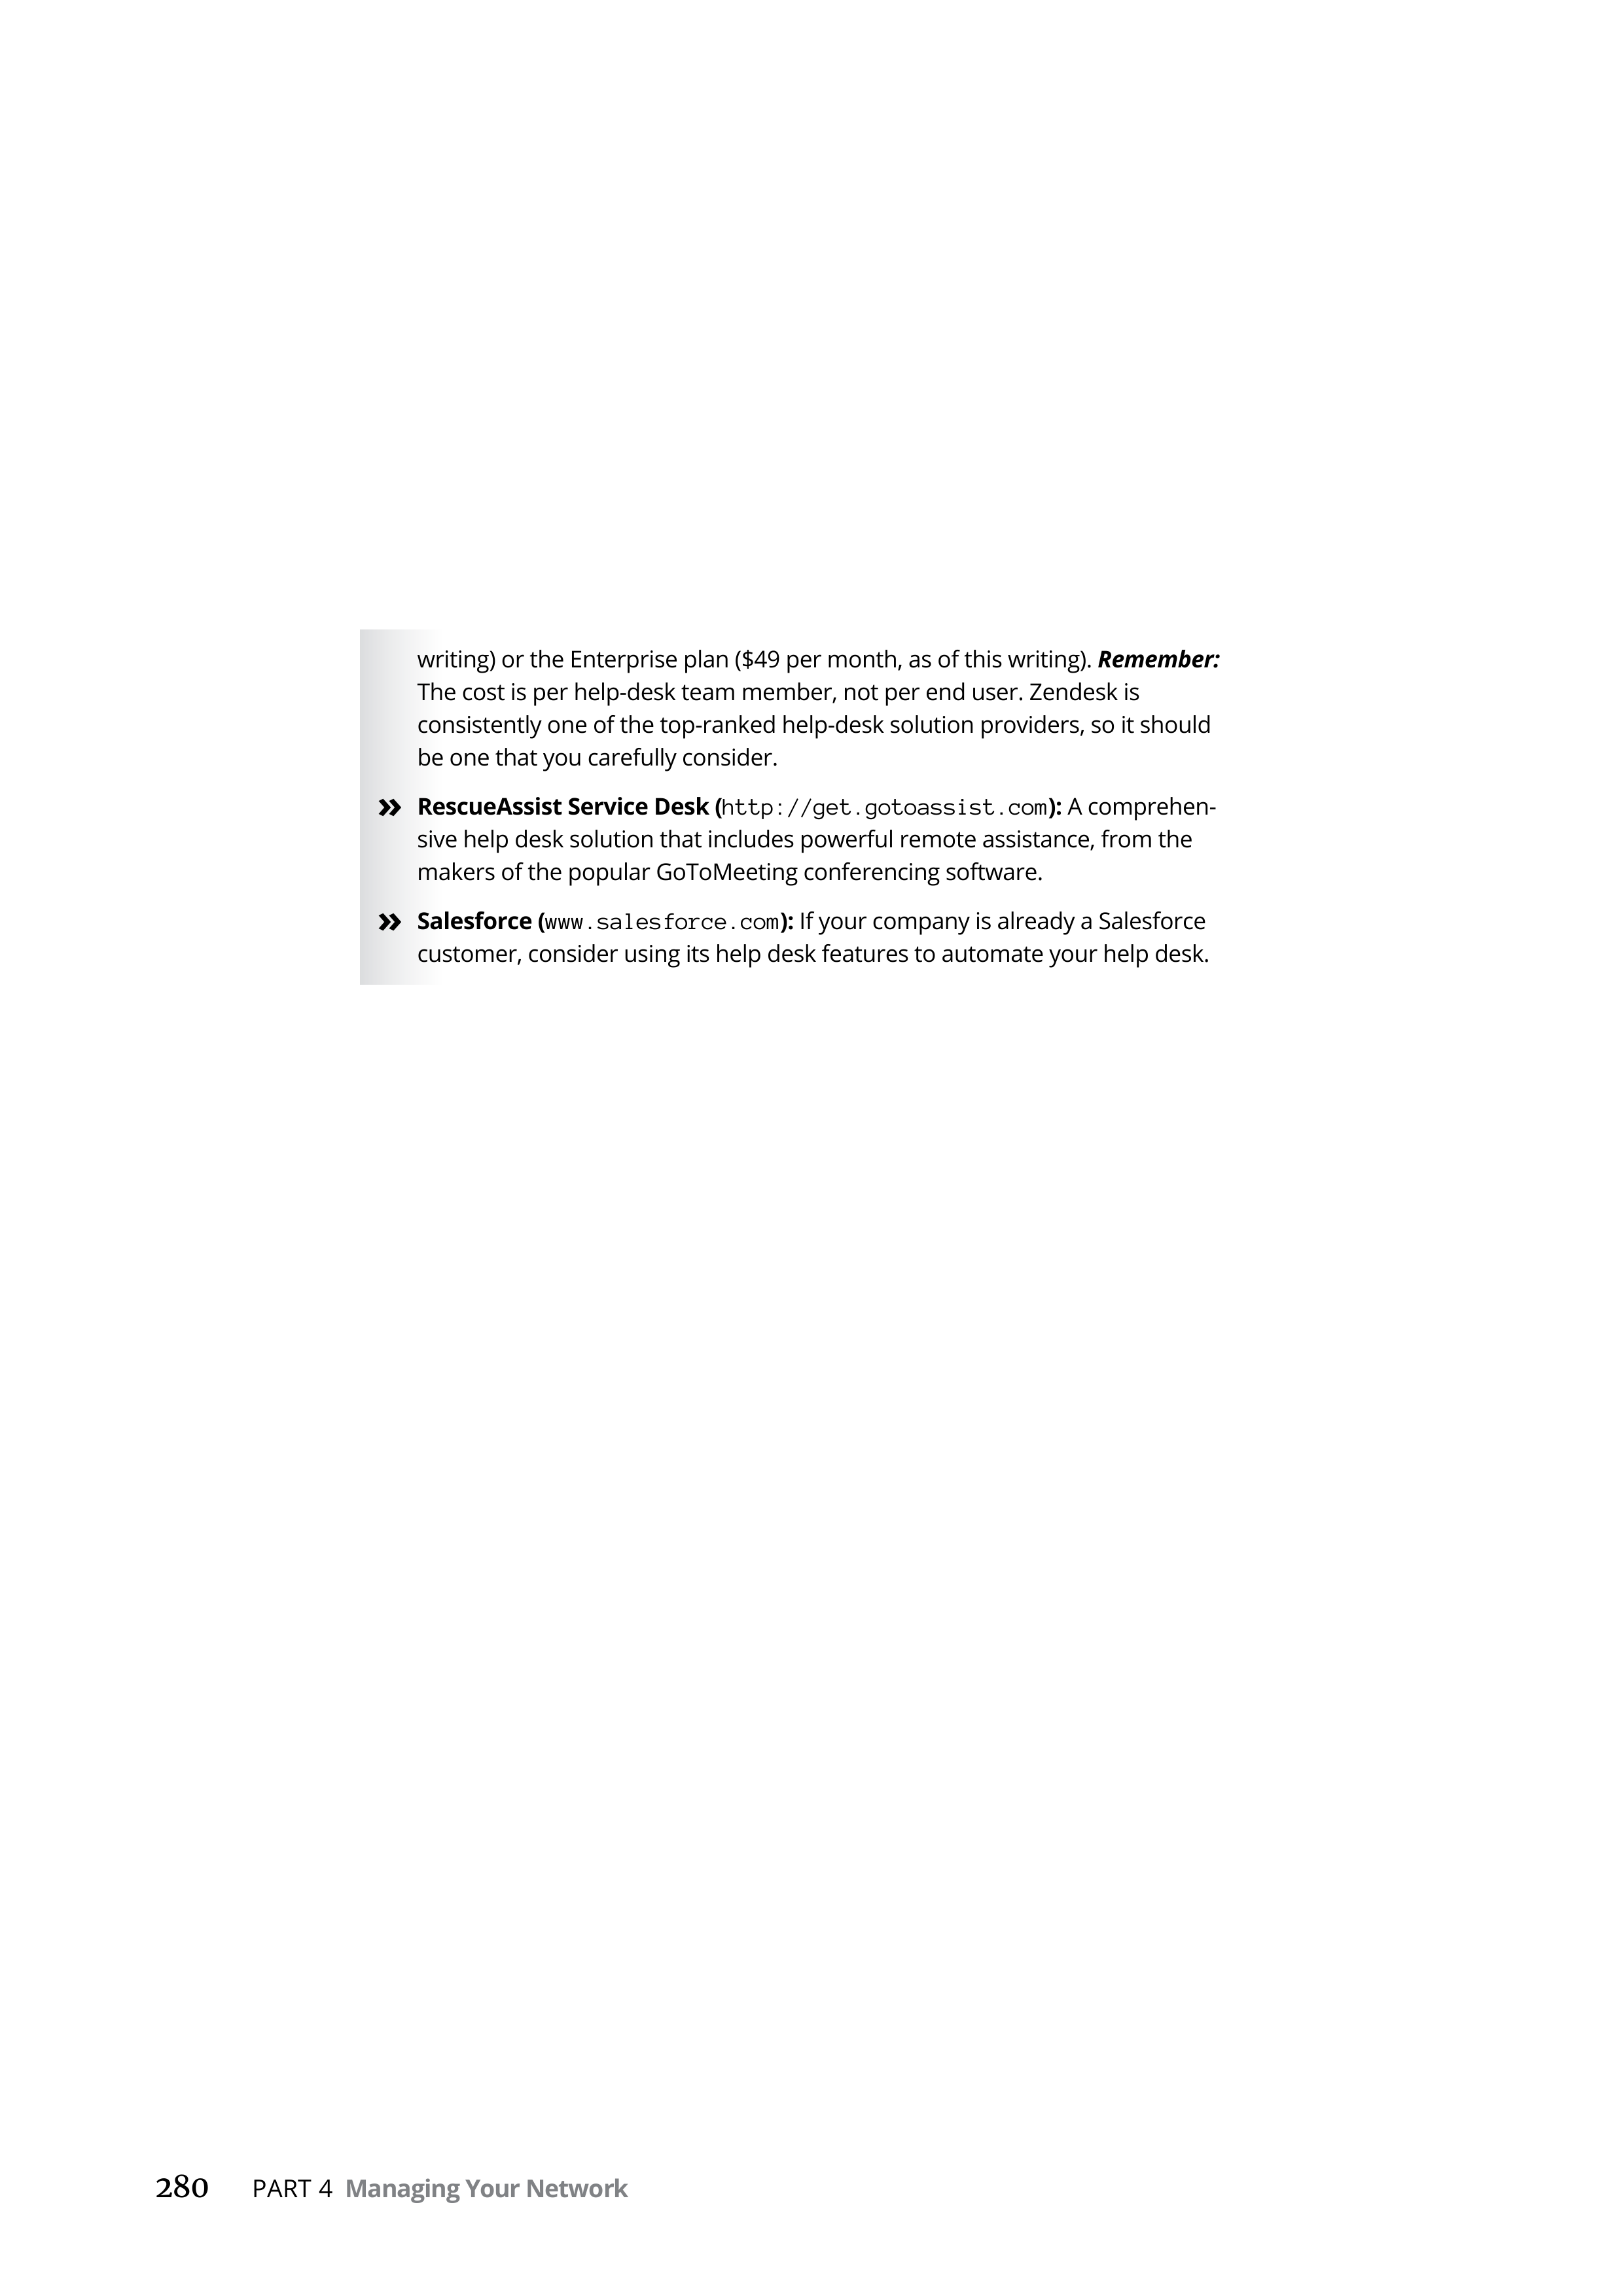 writing) or the Enterprise plan ($49 per month, as of this writing). Remember:
The cost is per help-desk team member, not per end user. Zendesk is
consistently one of the top-ranked help-desk solution providers, so it should
be one that you carefully consider.
» RescueAssist Service Desk (http://get.gotoassist.com): A comprehen-
sive help desk solution that includes powerful remote assistance, from the
makers of the popular GoToMeeting conferencing software.
» Salesforce (www.salesforce.com): If your company is already a Salesforce
customer, consider using its help desk features to automate your help desk.
280 PART 4 Managing Your Network